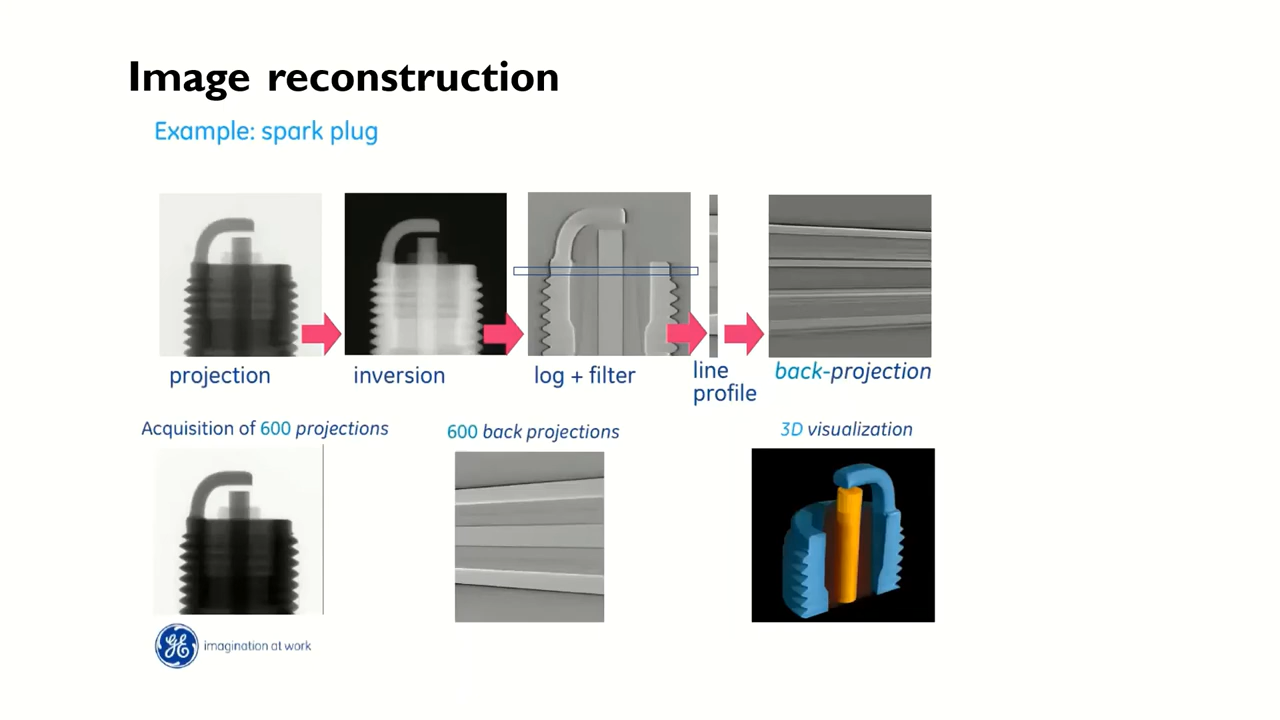 Image reconstruction
Example: spark plug
projection
inversion
log + filter
line
profile
back-projection
Acquisition of 600 projections
600 back projections
3D visualization
GE imagination at work